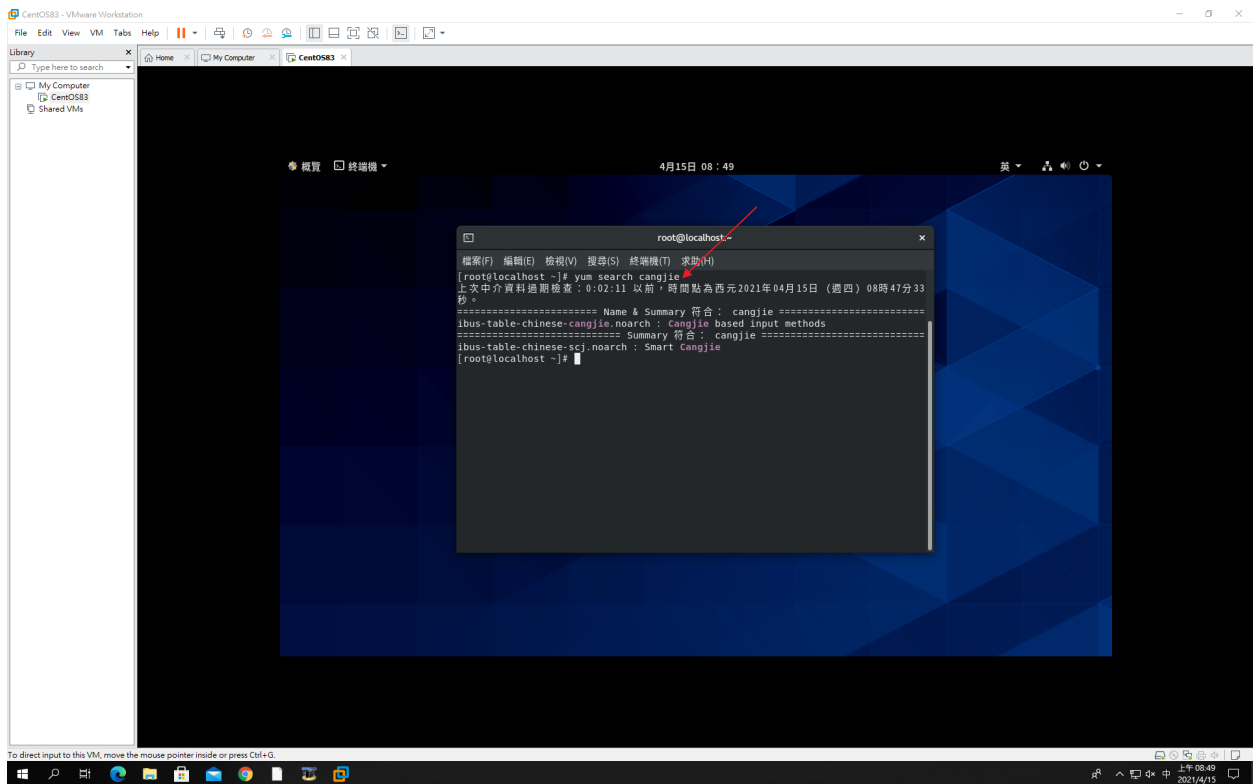 CentOS83 - VMware Workstation
File Edit View VM Tabs Help
Library
Type here to search
My Computer
CentOS83
Shared VMs
Home
My Computer
CentOS83
概覽 終端機 4月15日 08：49 英
root@localhost:~
檔案(F) 編輯(E) 檢視(V) 搜尋(S) 終端機(T) 求助(H)
[root@localhost ~]# yum search cangjie
上次中介資料過期檢查：0:02:11 以前，時間點為西元2021年04月15日 (週四) 08時47分33
秒。
======================== Name & Summary 符合： cangjie =========================
ibus-table-chinese-cangjie.noarch : Cangjie based input methods
============================ Summary 符合： cangjie ============================
ibus-table-chinese-scj.noarch : Smart Cangjie
[root@localhost ~]#
To direct input to this VM, move the mouse pointer inside or press Ctrl+G.
中
上午 08:49
2021/4/15